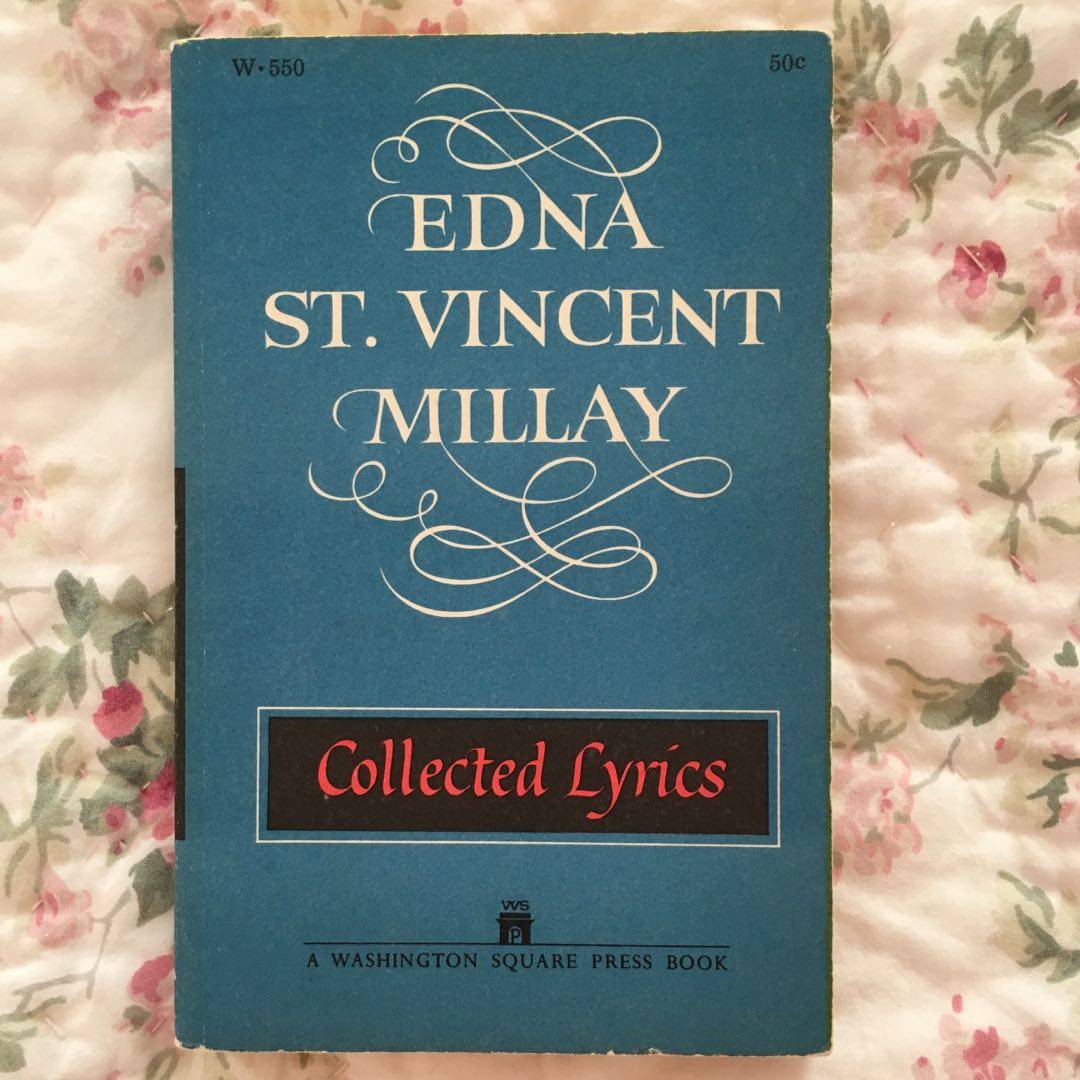 W·550 50c
EDNA
ST. VINCENT
MILLAY
Collected Lyrics
WS
P
A WASHINGTON SQUARE PRESS BOOK